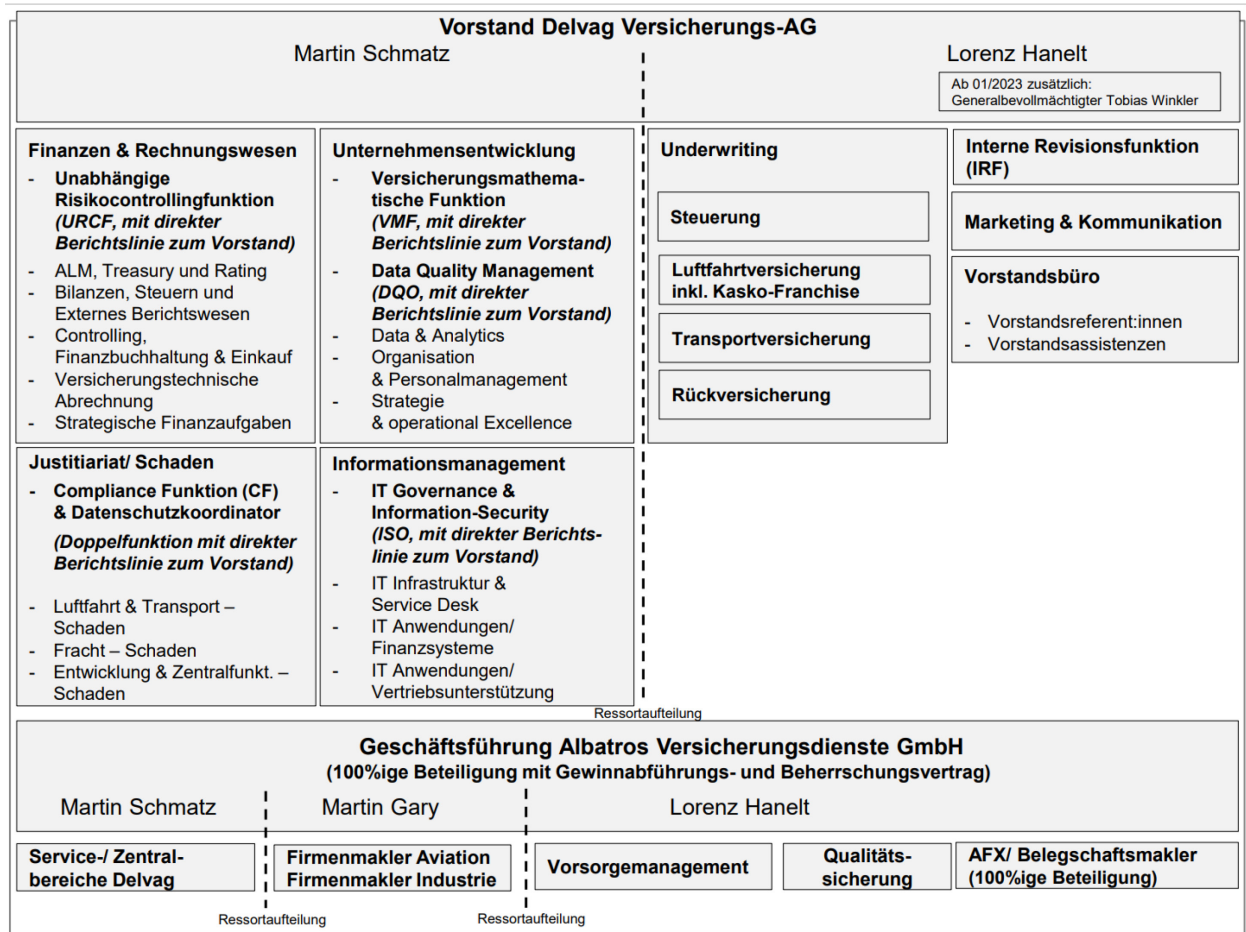 Vorstand Delvag Versicherungs-AG
Martin Schmatz
Lorenz Hanelt
Ab 01/2023 zusätzlich:
Generalbevollmächtigter Tobias Winkler
Finanzen & Rechnungswesen
- Unabhängige
Risikocontrollingfunktion
(URCF, mit direkter
Berichtslinie zum Vorstand)
- ALM, Treasury und Rating
- Bilanzen, Steuern und
Externes Berichtswesen
- Controlling,
Finanzbuchhaltung & Einkauf
- Versicherungstechnische
Abrechnung
- Strategische Finanzaufgaben
Unternehmensentwicklung
- Versicherungsmathema-
tische Funktion
(VMF, mit direkter
Berichtslinie zum Vorstand)
- Data Quality Management
(DQO, mit direkter
Berichtslinie zum Vorstand)
- Data & Analytics
- Organisation
& Personalmanagement
- Strategie
& operational Excellence
Underwriting
Steuerung
Luftfahrtversicherung
inkl. Kasko-Franchise
Transportversicherung
Rückversicherung
Interne Revisionsfunktion
(IRF)
Marketing & Kommunikation
Vorstandsbüro
- Vorstandsreferent:innen
- Vorstandsassistenzen
Justitiariat/ Schaden
- Compliance Funktion (CF)
& Datenschutzkoordinator
(Doppelfunktion mit direkter
Berichtslinie zum Vorstand)
- Luftfahrt & Transport –
Schaden
- Fracht – Schaden
- Entwicklung & Zentralfunkt. –
Schaden
Informationsmanagement
- IT Governance &
Information-Security
(ISO, mit direkter Berichts-
linie zum Vorstand)
- IT Infrastruktur &
Service Desk
- IT Anwendungen/
Finanzsysteme
- IT Anwendungen/
Vertriebsunterstützung
Ressortaufteilung
Geschäftsführung Albatros Versicherungsdienste GmbH
(100%ige Beteiligung mit Gewinnabführungs- und Beherrschungsvertrag)
Martin Schmatz
Martin Gary
Lorenz Hanelt
Service-/ Zentral-
bereiche Delvag
Firmenmakler Aviation
Firmenmakler Industrie
Vorsorgemanagement
Qualitäts-
sicherung
AFX/ Belegschaftsmakler
(100%ige Beteiligung)
Ressortaufteilung
Ressortaufteilung